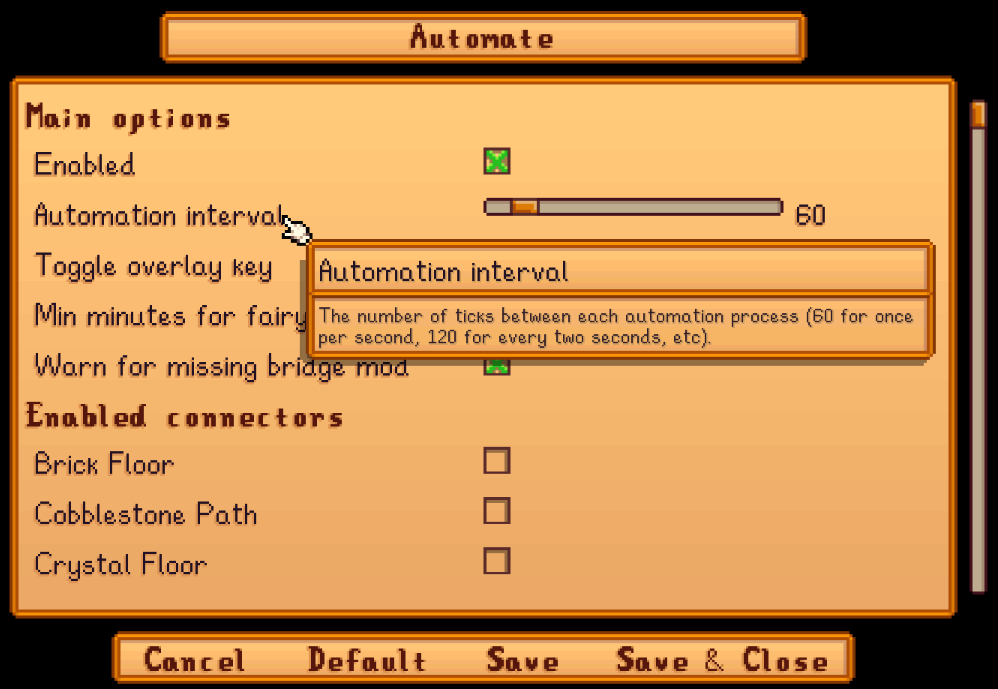 Automate
Main options
Enabled
Automation interval
60
Toggle overlay key
Automation interval
Min minutes for fairy
The number of ticks between each automation process (60 for once
per second, 120 for every two seconds, etc).
Warn for missing bridge mod
Enabled connectors
Brick Floor
Cobblestone Path
Crystal Floor
Cancel Default Save Save & Close